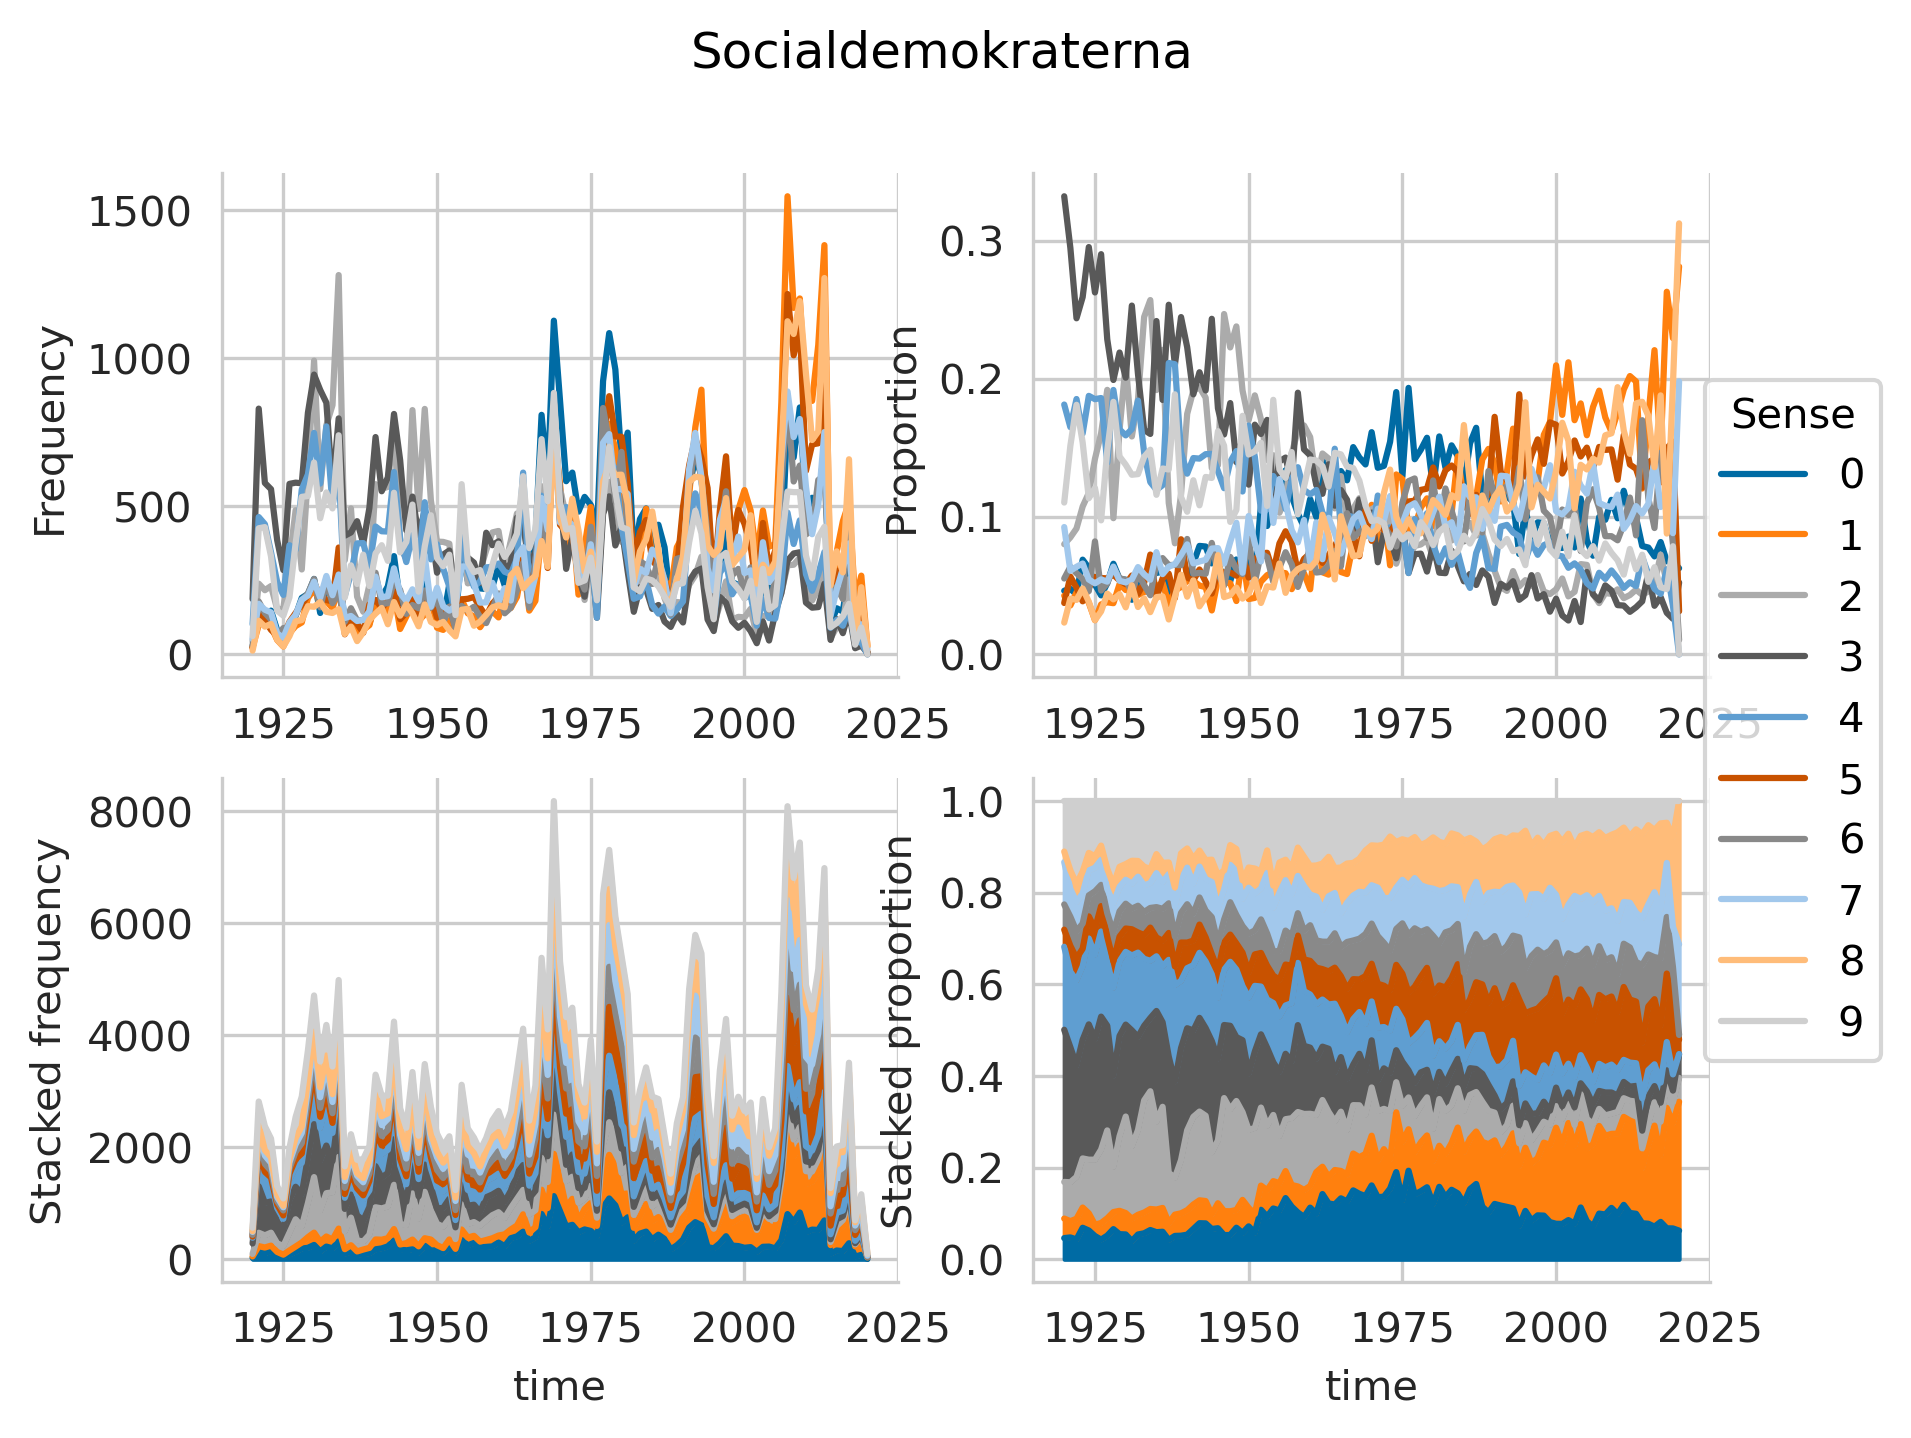 Socialdemokraterna
Frequency
1500
1000
500
0
1925 1950 1975 2000 2025
Proportion
0.3
0.2
0.1
0.0
1925 1950 1975 2000 2025
Sense
0
1
2
3
4
5
6
7
8
9
Stacked frequency
8000
6000
4000
2000
0
1925 1950 1975 2000 2025
time
Stacked proportion
1.0
0.8
0.6
0.4
0.2
0.0
1925 1950 1975 2000 2025
time